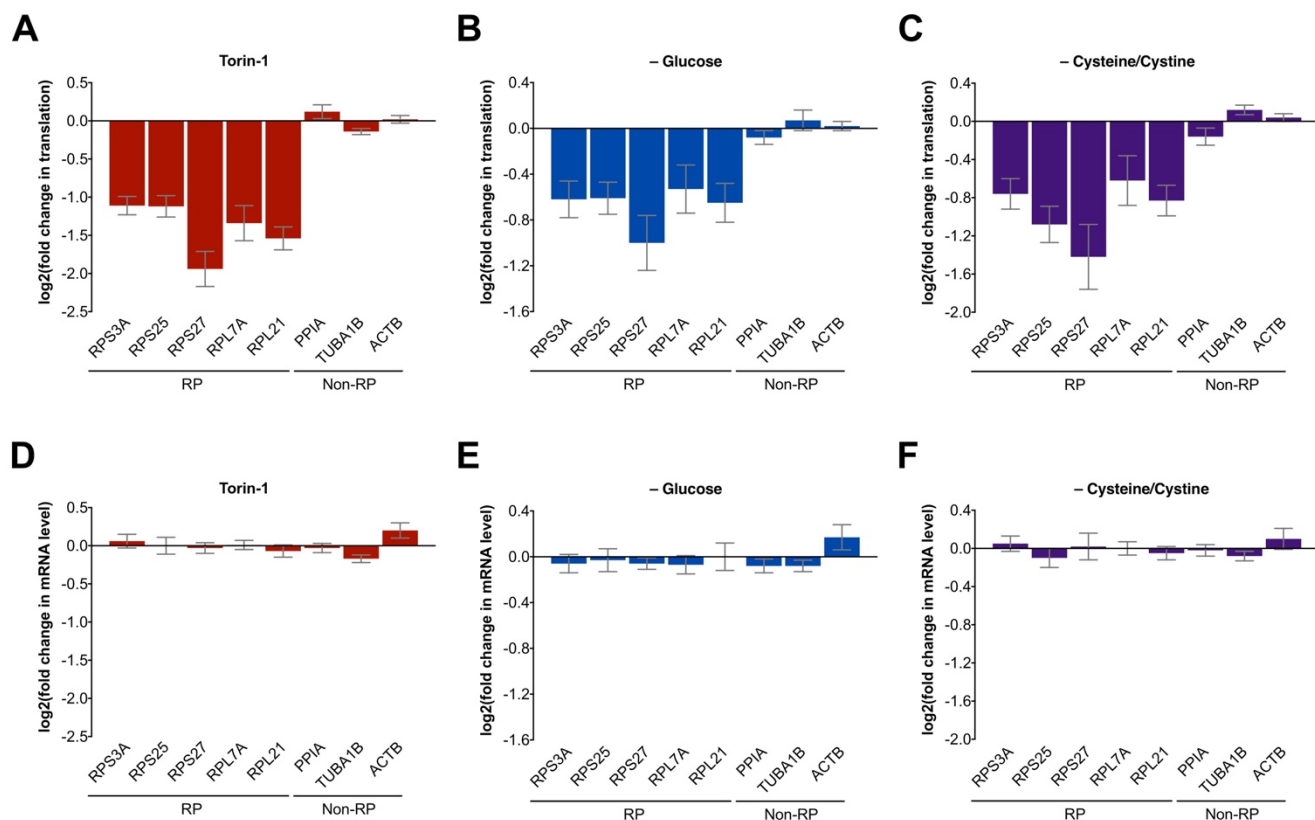 A
Torin-1
log2(fold change in translation)
0.5
0.0
-0.5
-1.0
-1.5
-2.0
-2.5
RPS3A
RPS25
RPS27
RPL7A
RPL21
PPIA
TUBA1B
ACTB
RP
Non-RP
B
– Glucose
log2(fold change in translation)
0.4
0.0
-0.4
-0.8
-1.2
-1.6
RPS3A
RPS25
RPS27
RPL7A
RPL21
PPIA
TUBA1B
ACTB
RP
Non-RP
C
– Cysteine/Cystine
log2(fold change in translation)
0.4
0.0
-0.4
-0.8
-1.2
-1.6
-2.0
RPS3A
RPS25
RPS27
RPL7A
RPL21
PPIA
TUBA1B
ACTB
RP
Non-RP
D
Torin-1
log2(fold change in mRNA level)
0.5
0.0
-0.5
-1.0
-1.5
-2.0
-2.5
RPS3A
RPS25
RPS27
RPL7A
RPL21
PPIA
TUBA1B
ACTB
RP
Non-RP
E
– Glucose
log2(fold change in mRNA level)
0.4
0.0
-0.4
-0.8
-1.2
-1.6
RPS3A
RPS25
RPS27
RPL7A
RPL21
PPIA
TUBA1B
ACTB
RP
Non-RP
F
– Cysteine/Cystine
log2(fold change in mRNA level)
0.4
0.0
-0.4
-0.8
-1.2
-1.6
-2.0
RPS3A
RPS25
RPS27
RPL7A
RPL21
PPIA
TUBA1B
ACTB
RP
Non-RP